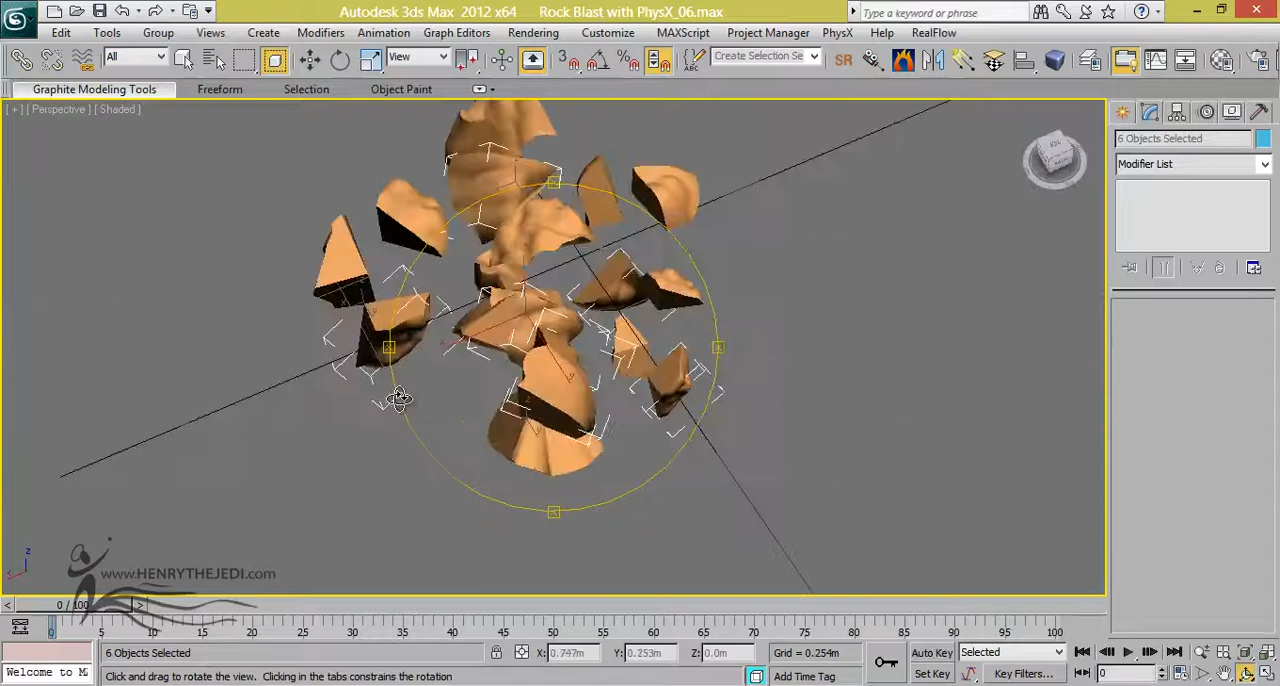 Autodesk 3ds Max 2012 x64 Rock Blast with PhysX_06.max
Type a keyword or phrase
Edit Tools Group Views Create Modifiers Animation Graph Editors Rendering Customize MAXScript Project Manager PhysX Help RealFlow
All View 3 Create Selection Se SR
Graphite Modeling Tools Freeform Selection Object Paint
[ + ] [ Perspective ] [ Shaded ]
6 Objects Selected
Modifier List
z
www.HENRYTHEJEDI.com
0 / 100
0 5 10 15 20 25 30 35 40 45 50 55 60 65 70 75 80 85 90 95 100
6 Objects Selected X: 0.747m Y: 0.253m Z: 0.0m Grid = 0.254m Auto Key Selected
Welcome to M Click and drag to rotate the view. Clicking in the tabs constrains the rotation Add Time Tag Set Key Key Filters... 0